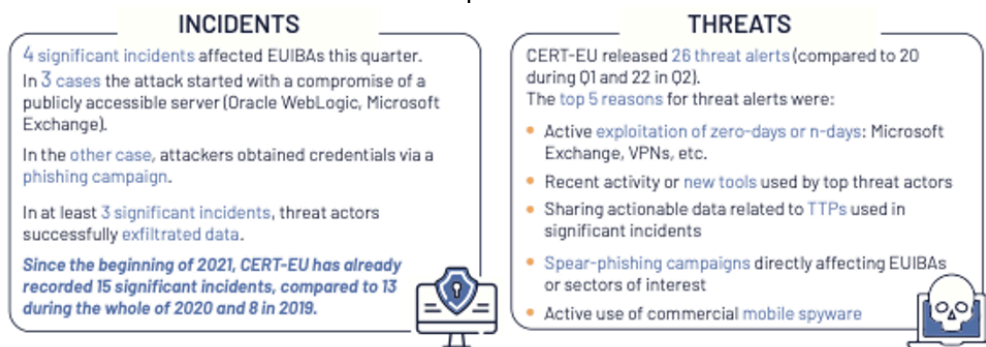 INCIDENTS
4 significant incidents affected EUIBAs this quarter.
In 3 cases the attack started with a compromise of a
publicly accessible server (Oracle WebLogic, Microsoft
Exchange).
In the other case, attackers obtained credentials via a
phishing campaign.
In at least 3 significant incidents, threat actors
successfully exfiltrated data.
Since the beginning of 2021, CERT-EU has already
recorded 15 significant incidents, compared to 13
during the whole of 2020 and 8 in 2019.
THREATS
CERT-EU released 26 threat alerts (compared to 20
during Q1 and 22 in Q2).
The top 5 reasons for threat alerts were:
• Active exploitation of zero-days or n-days: Microsoft
Exchange, VPNs, etc.
• Recent activity or new tools used by top threat actors
• Sharing actionable data related to TTPs used in
significant incidents
• Spear-phishing campaigns directly affecting EUIBAs
or sectors of interest
• Active use of commercial mobile spyware